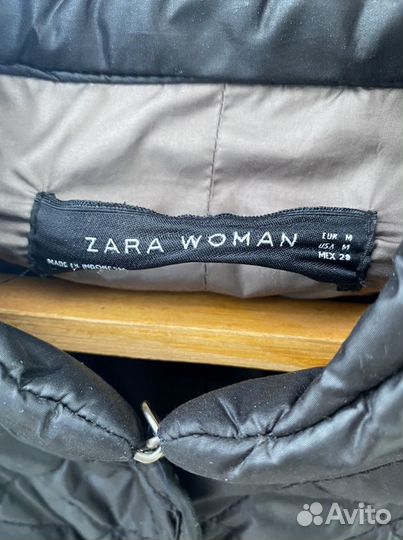 ZARA WOMAN
EUR M
USA M
MEX 28
MADE IN INDONESIA
Avito